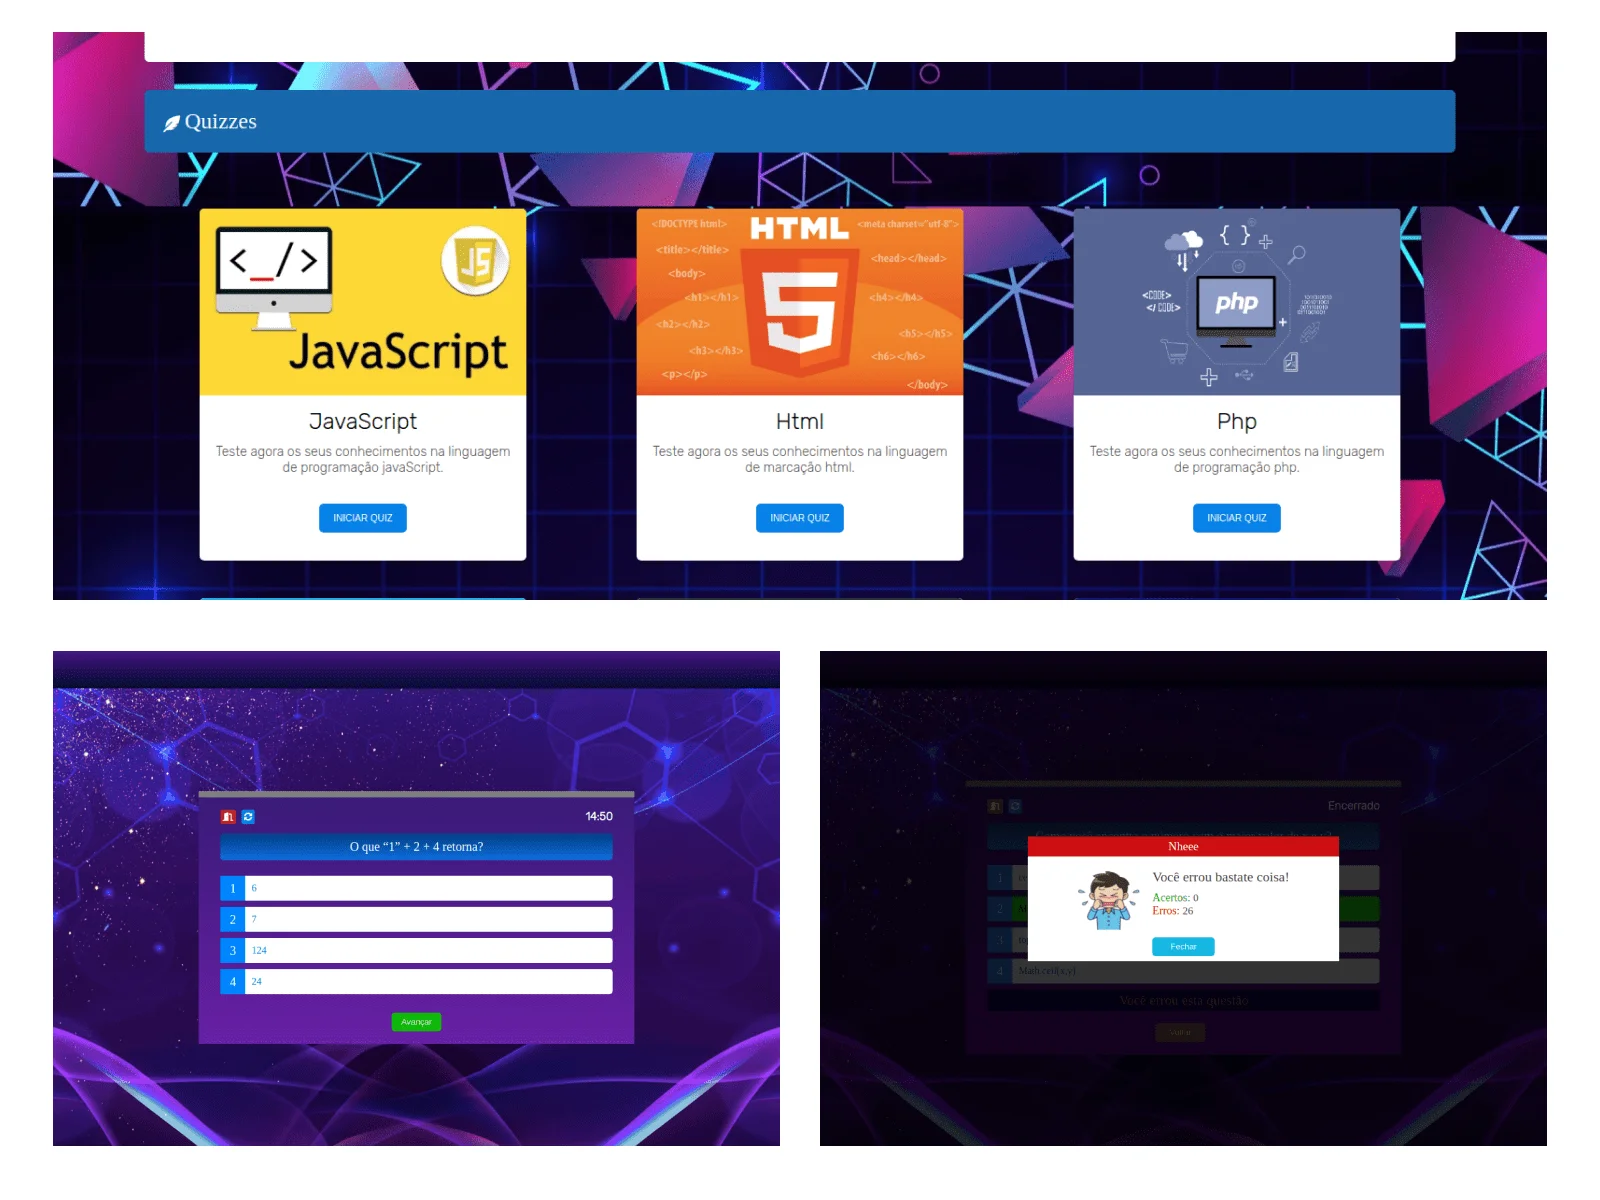 Quizzes
</_/>
JS
JavaScript
<!DOCTYPE html>
HTML
<meta charset="utf-8">
<title></title>
<head></head>
<body>
<h1></h1>
<h4></h4>
<h2></h2>
<h5></h5>
<h3></h3>
<h6></h6>
<p></p>
</body>
5
{ }
<CODE>
</ CODE>
php
JavaScript
Teste agora os seus conhecimentos na linguagem
de programação javaScript.
INICIAR QUIZ
Html
Teste agora os seus conhecimentos na linguagem
de marcação html.
INICIAR QUIZ
Php
Teste agora os seus conhecimentos na linguagem
de programação php.
INICIAR QUIZ
14:50
O que “1” + 2 + 4 retorna?
1 6
2 7
3 124
4 24
Avançar
Encerrado
Nheee
Você errou bastate coisa!
Acertos: 0
Erros: 26
Fechar
1
2
3
4 Math.ceil(x,y)
Você errou esta questão